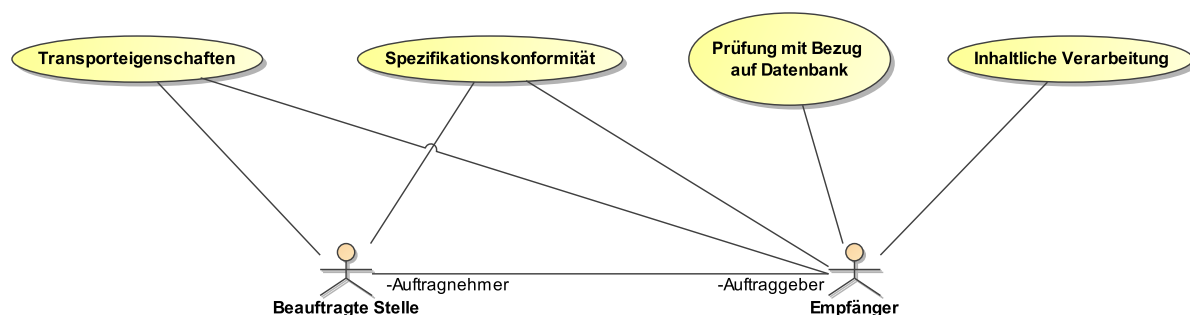 Transporteigenschaften
Spezifikationskonformität
Prüfung mit Bezug
auf Datenbank
Inhaltliche Verarbeitung
-Auftragnehmer
-Auftraggeber
Beauftragte Stelle
Empfänger